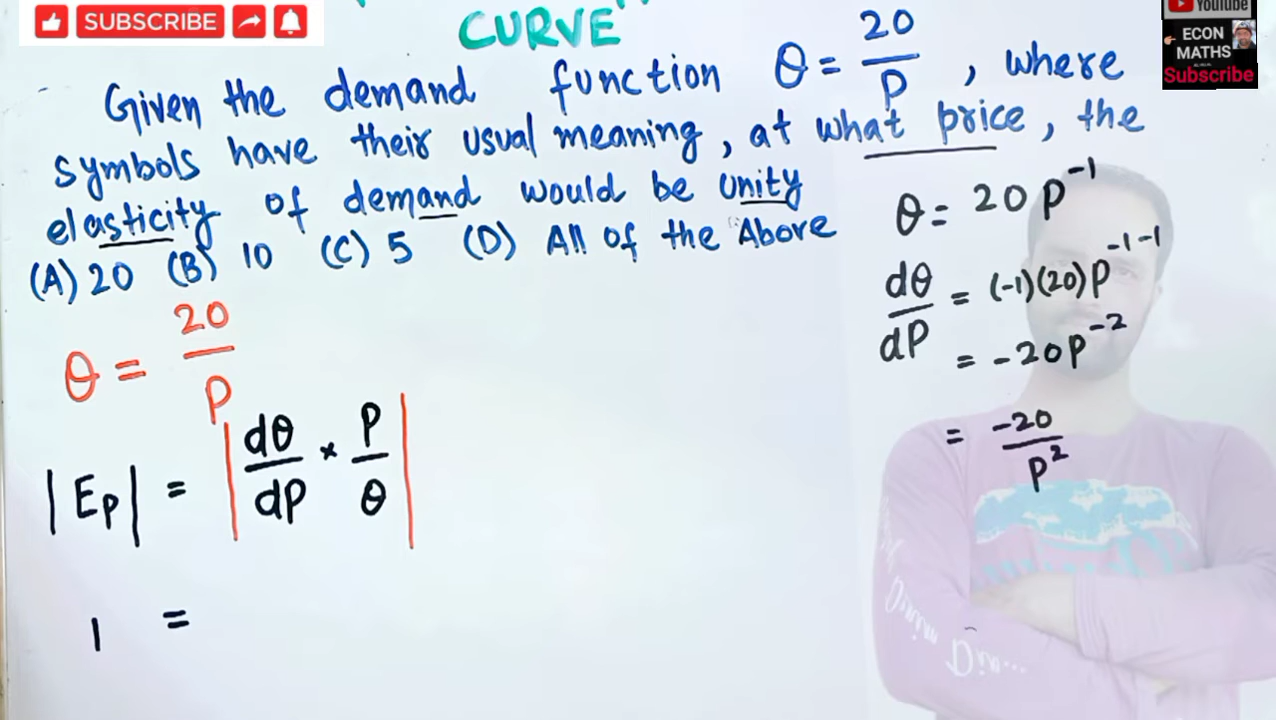 SUBSCRIBE
CURVE"
YouTube
ECON
MATHS
Subscribe
Given the demand function θ = 20/P , where
symbols have their usual meaning, at what price, the
elasticity of demand would be unity
(A) 20 (B) 10 (C) 5 (D) All of the Above
θ = 20/P
|Ep| = |dθ/dP × P/θ|
1 =
θ = 20P⁻¹
dθ/dP = (-1)(20)P⁻¹⁻¹
= -20P⁻²
= -20/P²